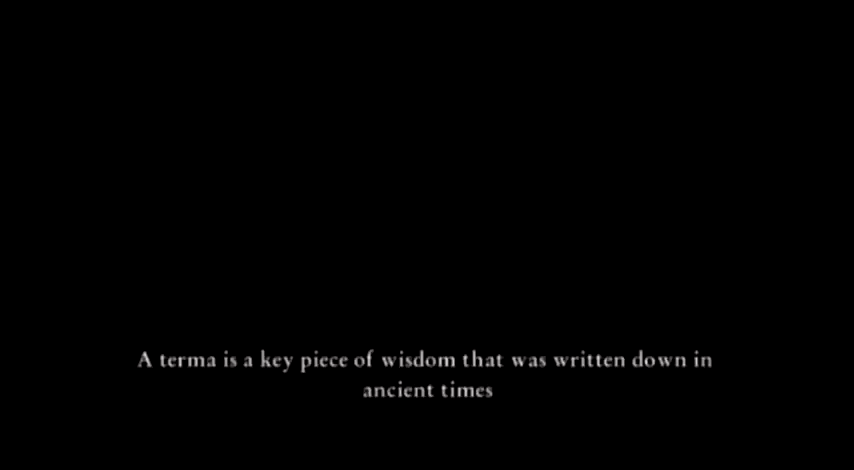 A terma is a key piece of wisdom that was written down in
ancient times